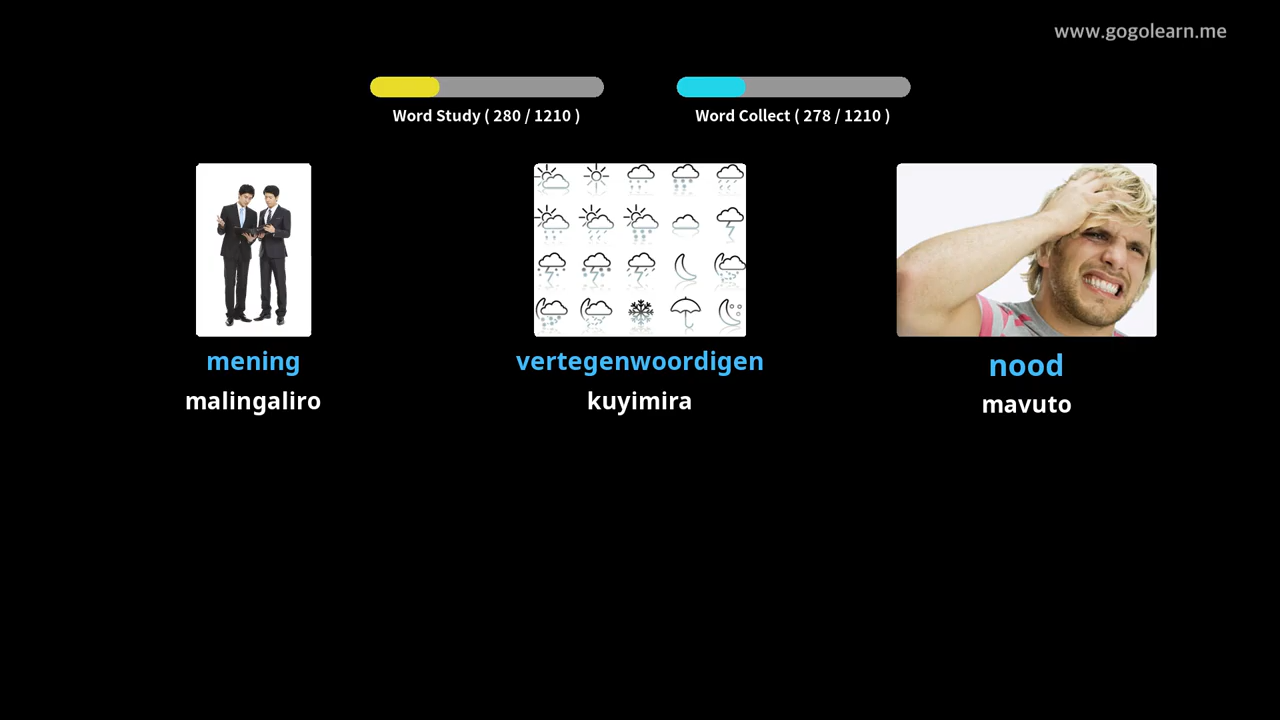 www.gogolearn.me
Word Study ( 280 / 1210 )
Word Collect ( 278 / 1210 )
mening
malingaliro
vertegenwoordigen
kuyimira
nood
mavuto